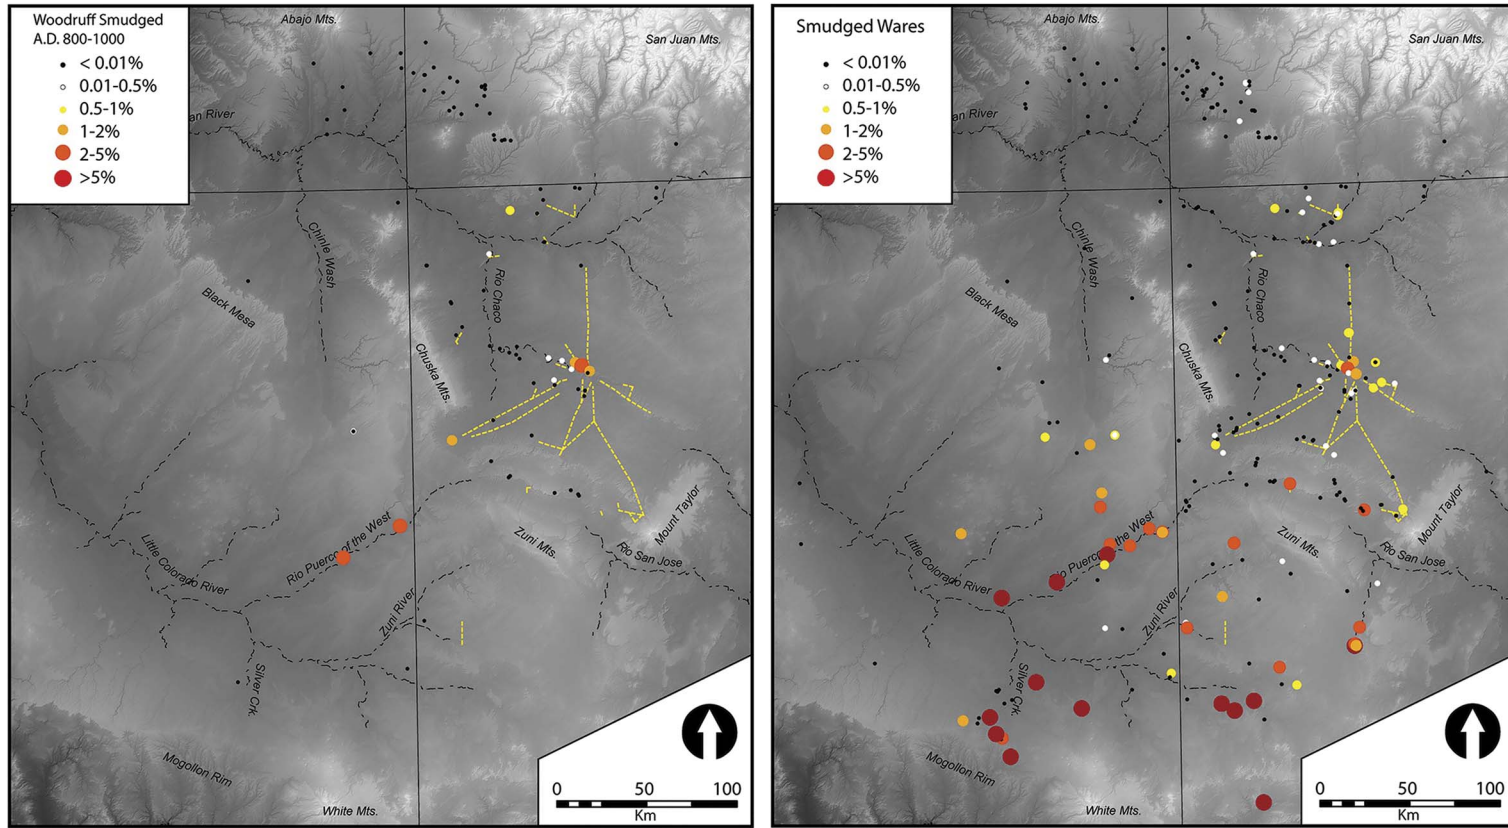 Woodruff Smudged
A.D. 800-1000
< 0.01%
0.01-0.5%
0.5-1%
1-2%
2-5%
>5%
Abajo Mts.
San Juan Mts.
an River
Chinle Wash
Rio Chaco
Black Mesa
Chuska Mts.
Mount Taylor
Rio Puerco of the West
Zuni Mts.
Rio San Jose
Little Colorado River
Zuni River
Silver Crk.
Mogollon Rim
White Mts.
0 50 100
Km
Smudged Wares
< 0.01%
0.01-0.5%
0.5-1%
1-2%
2-5%
>5%
Abajo Mts.
San Juan Mts.
an River
Chinle Wash
Rio Chaco
Black Mesa
Chuska Mts.
Mount Taylor
io Puerco of the West
Zuni Mts.
Rio San Jose
Little Colorado River
Zuni River
Silver Crk.
Mogollon Rim
White Mts.
0 50 100
Km